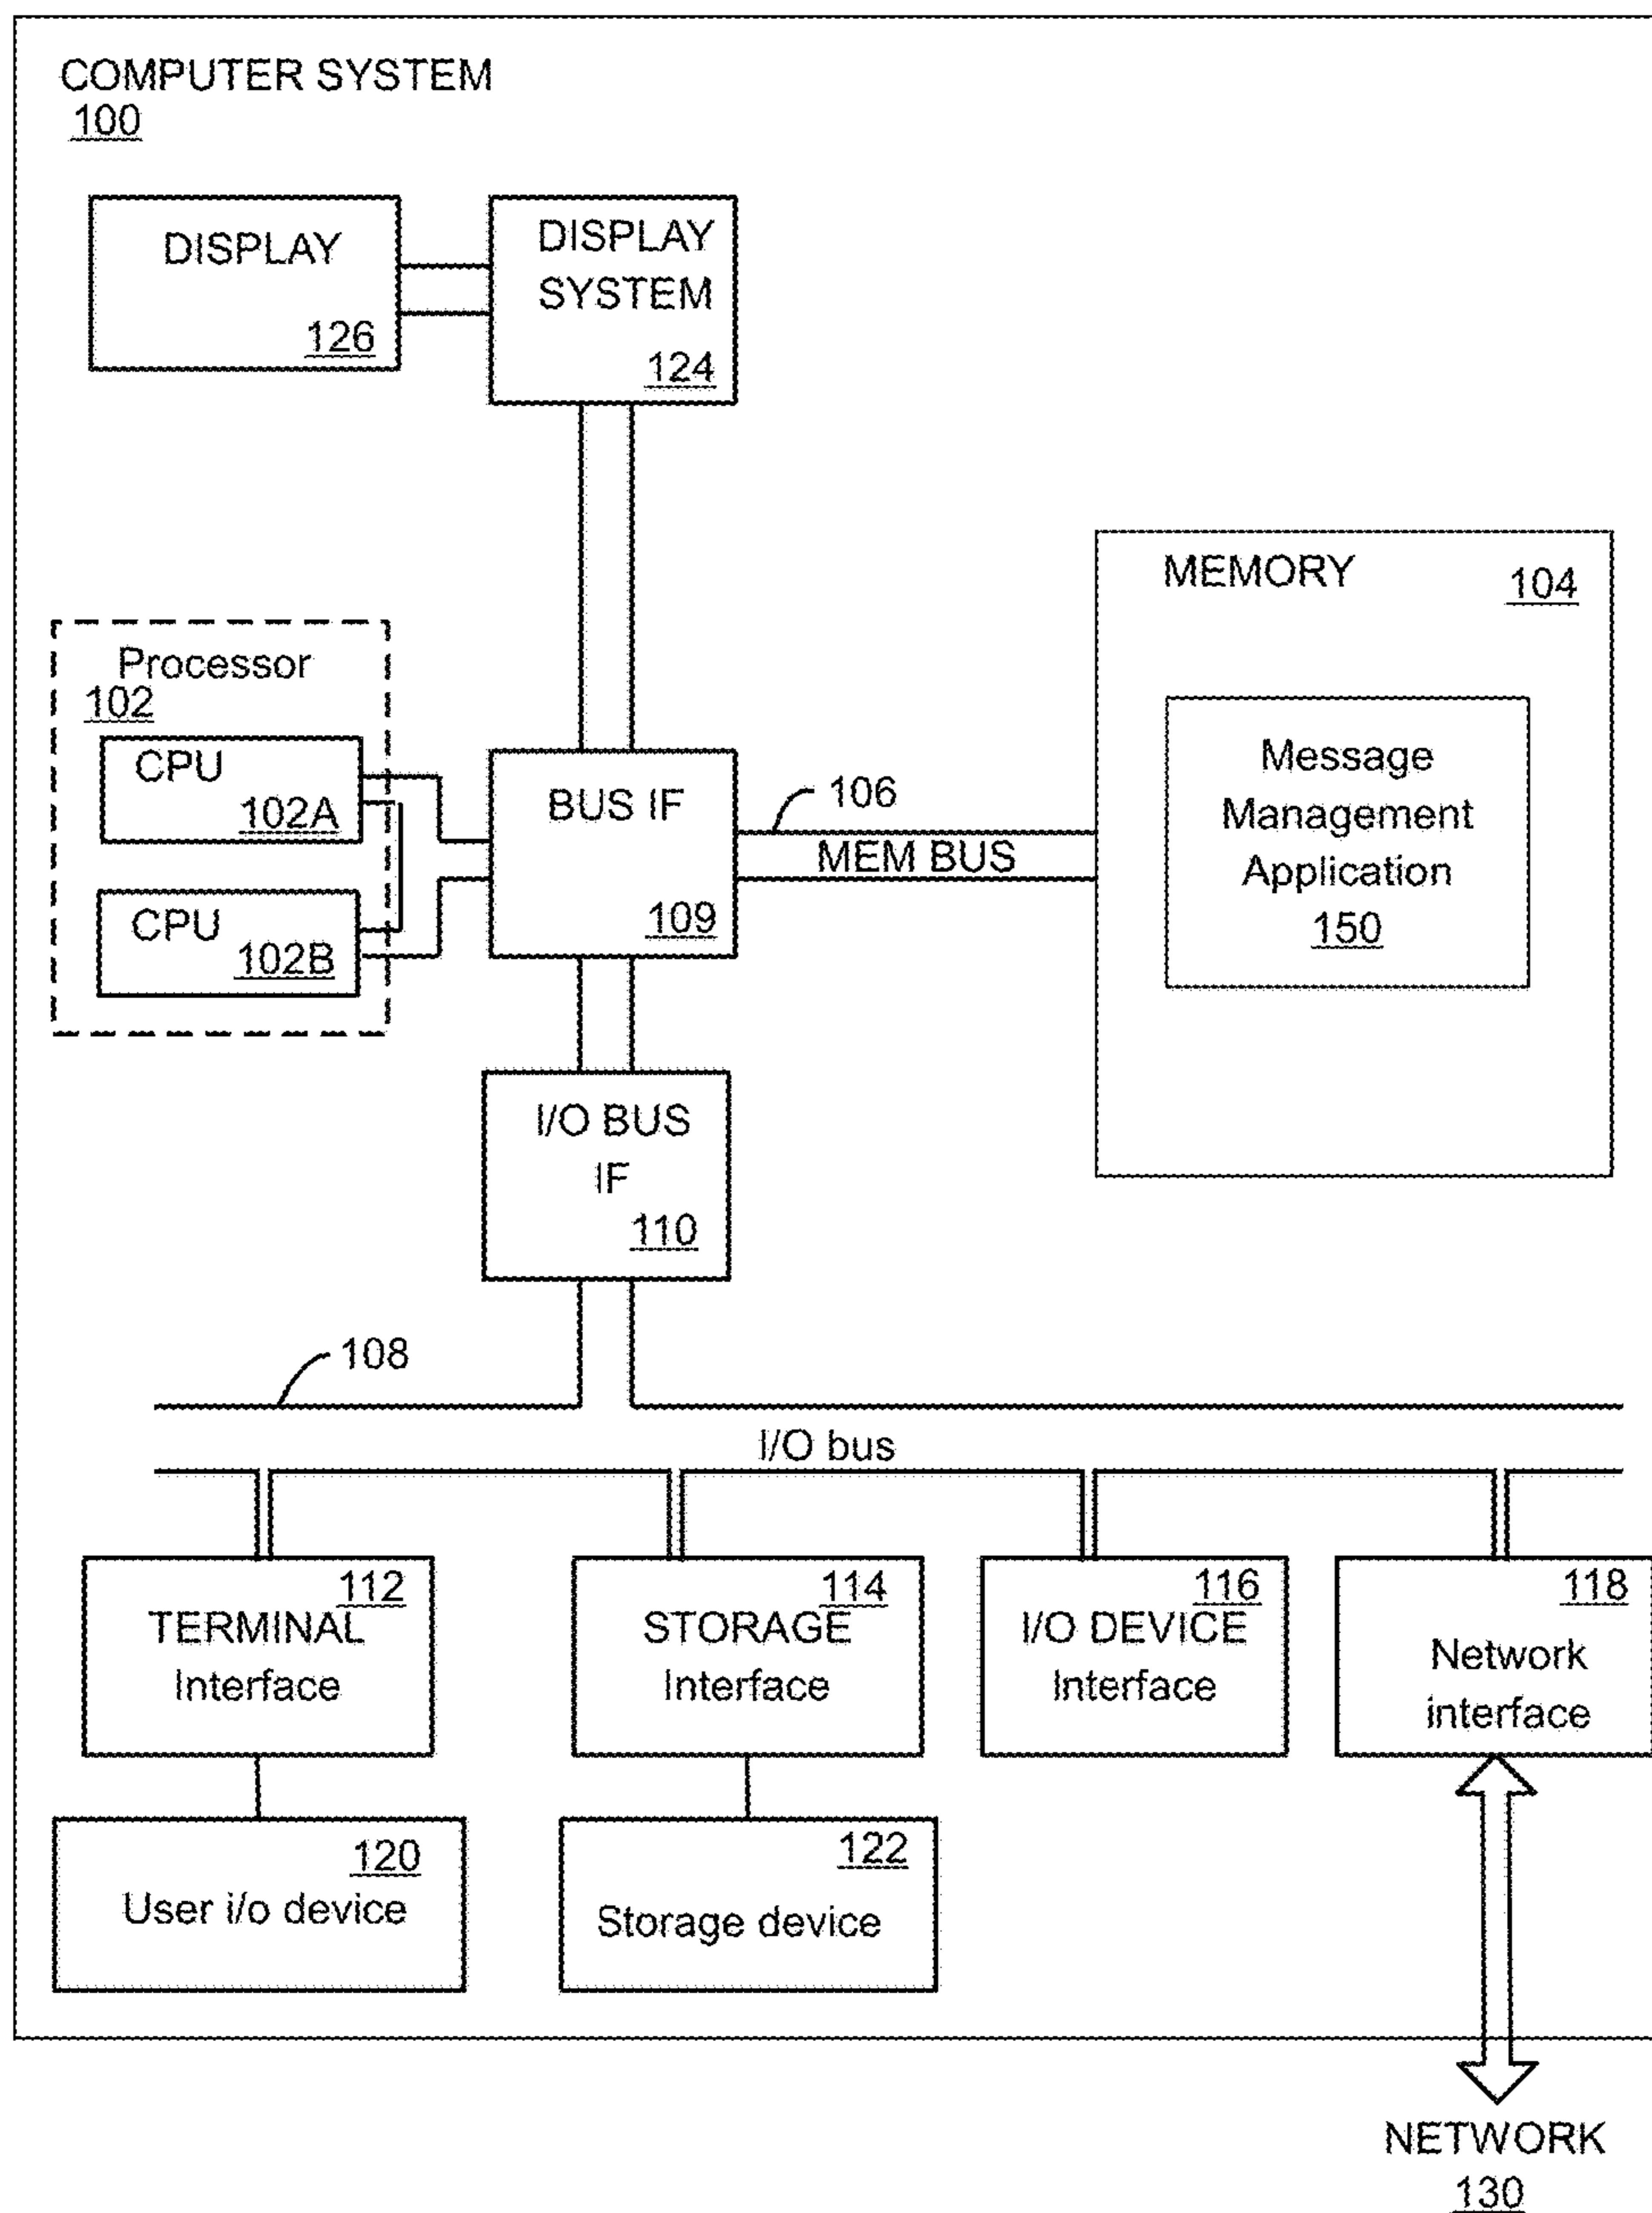 COMPUTER SYSTEM
100
DISPLAY
126
DISPLAY
SYSTEM
124
MEMORY
104
Message
Management
Application
150
Processor
102
CPU
102A
CPU
102B
BUS IF
109
106
MEM BUS
I/O BUS
IF
110
108
I/O bus
112
TERMINAL
Interface
114
STORAGE
Interface
116
I/O DEVICE
Interface
118
Network
interface
120
User i/o device
122
Storage device
NETWORK
130